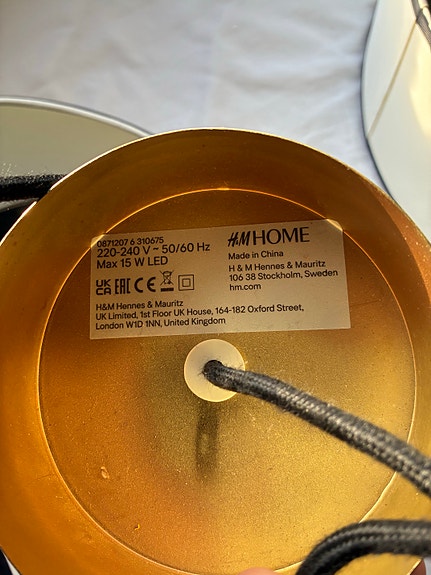 0871207 6 310675
220-240 V ~ 50/60 Hz
Max 15 W LED
UK CA EAC CE
H&M Hennes & Mauritz
UK Limited, 1st Floor UK House, 164-182 Oxford Street,
London W1D 1NN, United Kingdom
H&M HOME
Made in China
H & M Hennes & Mauritz
106 38 Stockholm, Sweden
hm.com